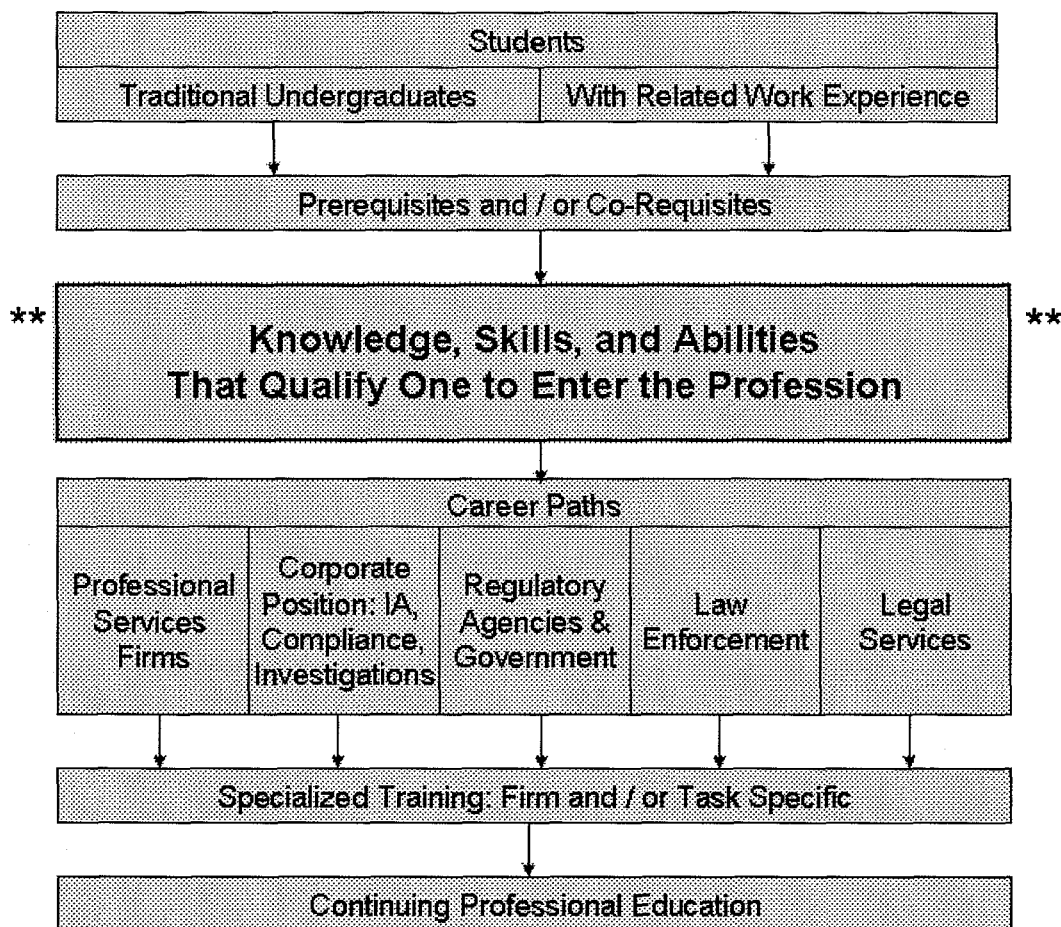 Students
Traditional Undergraduates
With Related Work Experience
Prerequisites and / or Co-Requisites
** **
Knowledge, Skills, and Abilities
That Qualify One to Enter the Profession
Career Paths
Professional
Services
Firms
Corporate
Position: IA,
Compliance,
Investigations
Regulatory
Agencies &
Government
Law
Enforcement
Legal
Services
Specialized Training: Firm and / or Task Specific
Continuing Professional Education